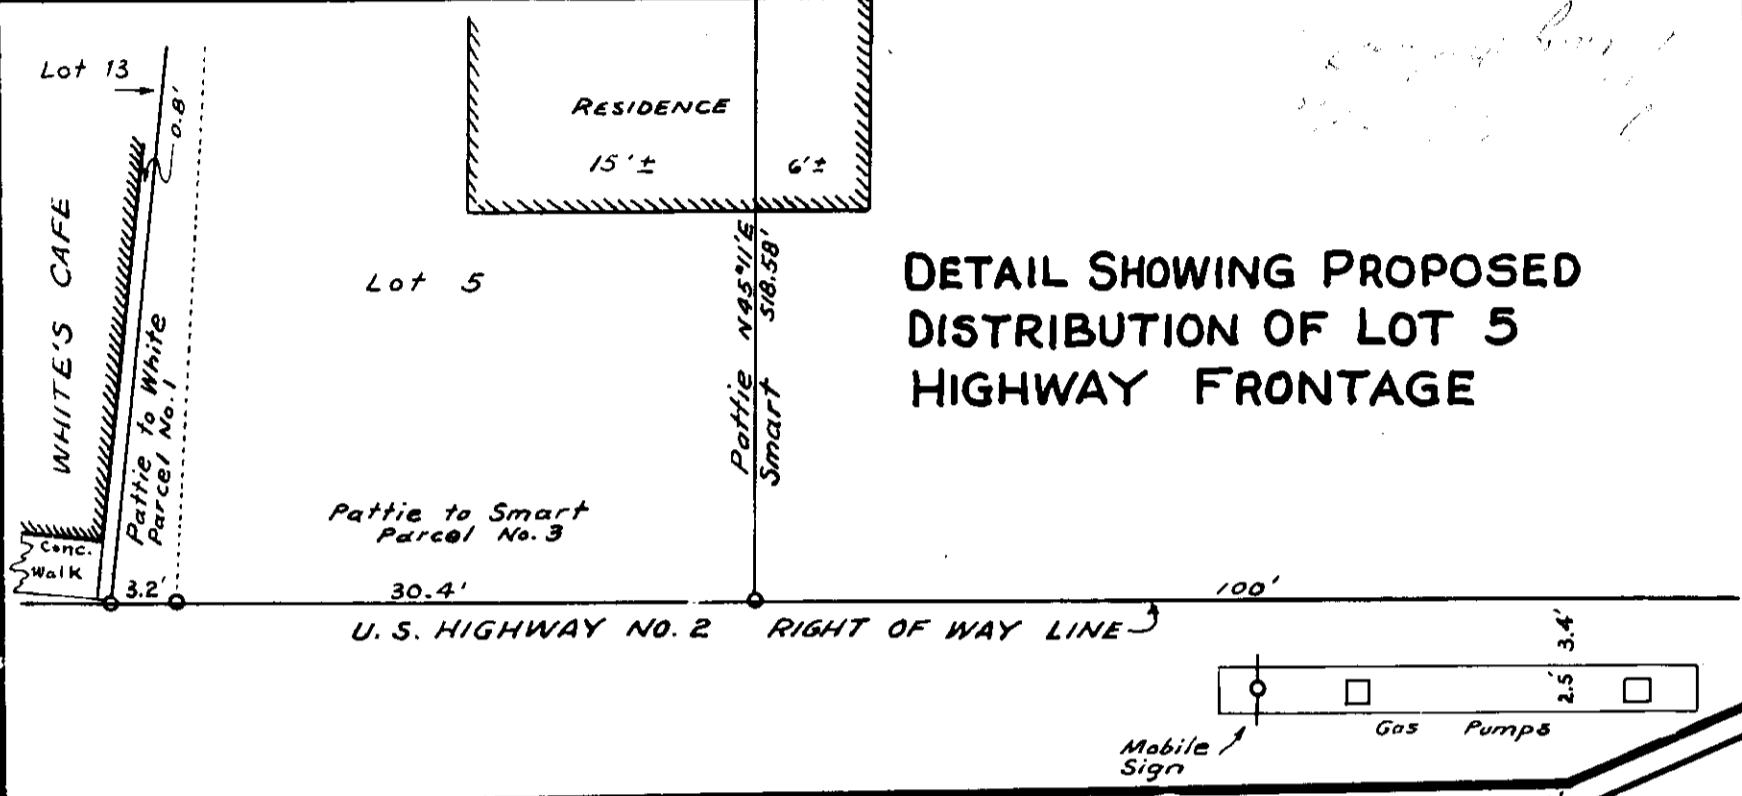 Lot 13
0.8'
WHITE'S CAFE
Pattie to White
Parcel No. 1
Conc.
Walk
3.2'
RESIDENCE
15'± 6'±
Lot 5
Pattie N45°11'E
Smart 518.58'
Pattie to Smart
Parcel No. 3
30.4'
100'
DETAIL SHOWING PROPOSED
DISTRIBUTION OF LOT 5
HIGHWAY FRONTAGE
U. S. HIGHWAY NO. 2 RIGHT OF WAY LINE
3.4'
2.5'
Gas Pumps
Mobile
Sign